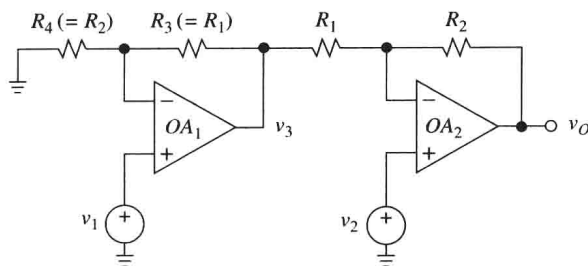 R4 (= R2)
R3 (= R1)
R1
R2
−
OA1
+
v3
−
OA2
+
vO
v1
+
v2
+